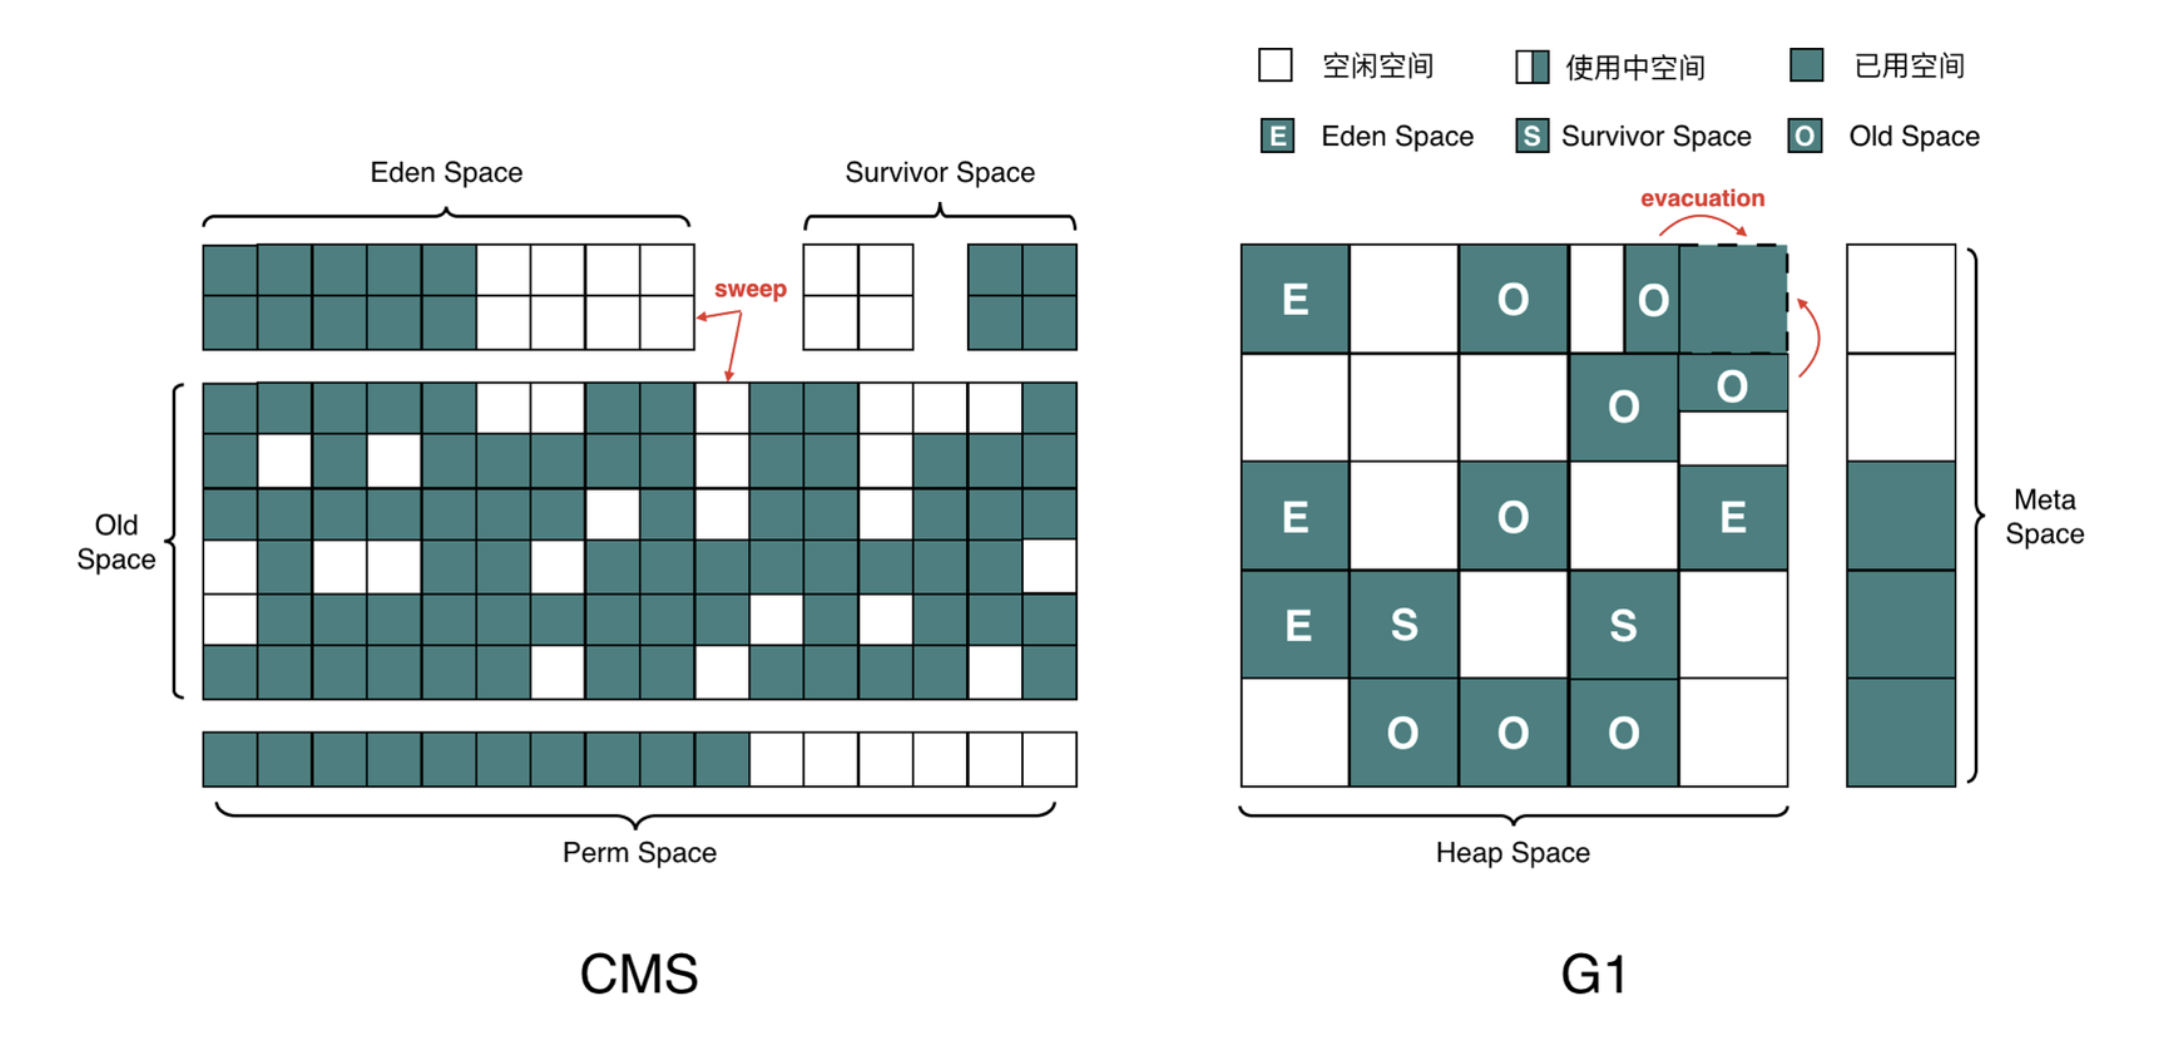 空闲空间
使用中空间
已用空间
E Eden Space
S Survivor Space
O Old Space
Eden Space
Survivor Space
sweep
Old
Space
Perm Space
CMS
evacuation
E O O
O O
E O E
E S S
O O O
Meta
Space
Heap Space
G1